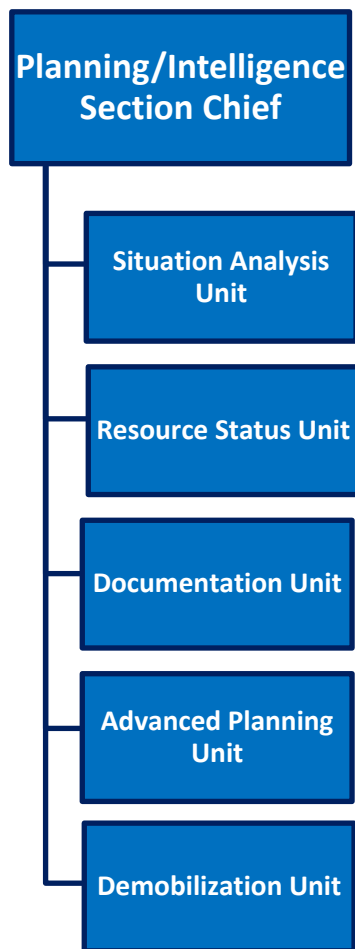 Planning/Intelligence
Section Chief
Situation Analysis
Unit
Resource Status Unit
Documentation Unit
Advanced Planning
Unit
Demobilization Unit